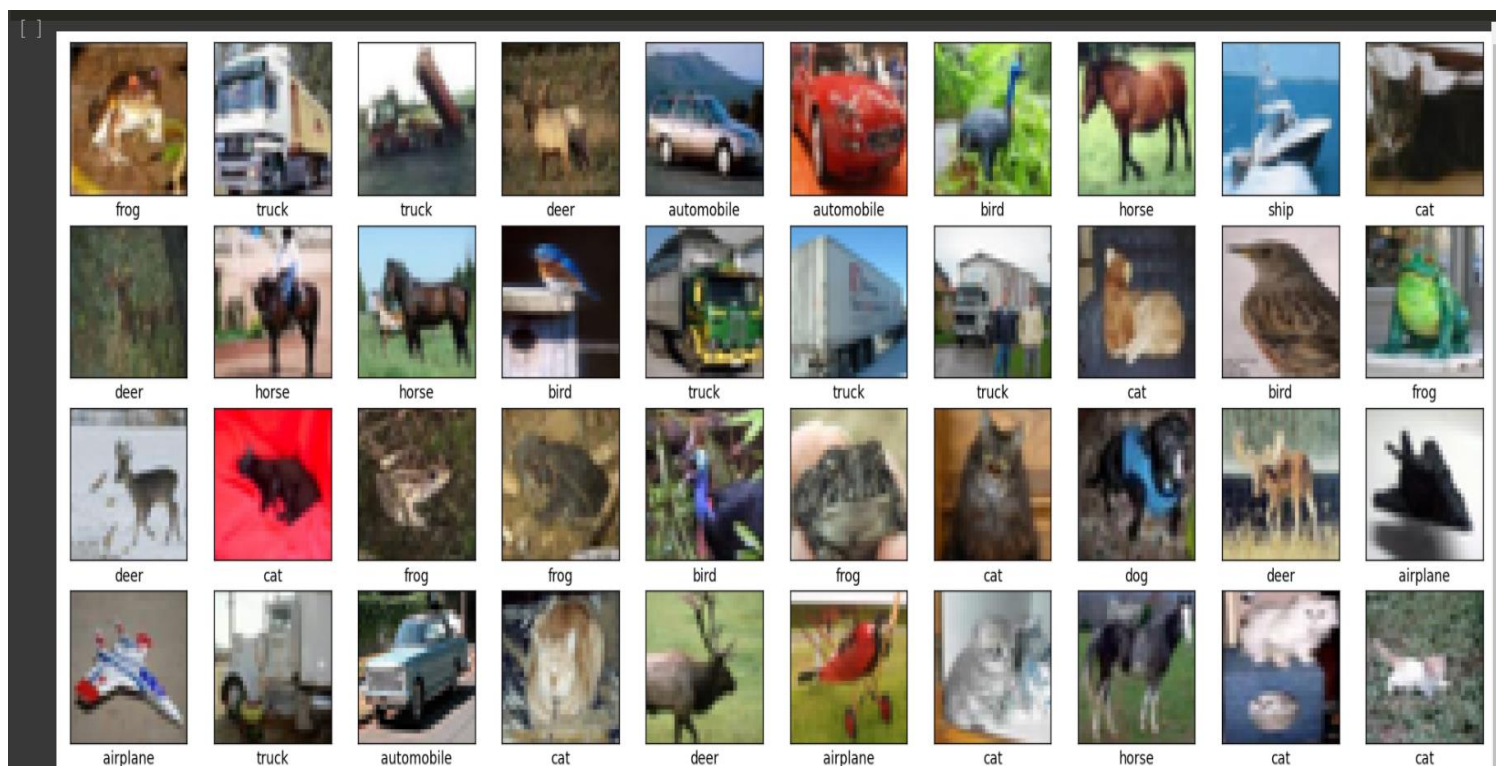 [ ]
frog truck truck deer automobile automobile bird horse ship cat
deer horse horse bird truck truck truck cat bird frog
deer cat frog frog bird frog cat dog deer airplane
airplane truck automobile cat deer airplane cat horse cat cat